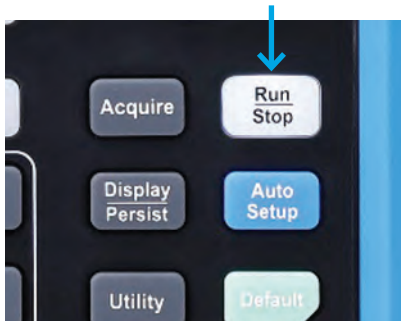 Acquire
Run
Stop
Display
Persist
Auto
Setup
Utility
Default